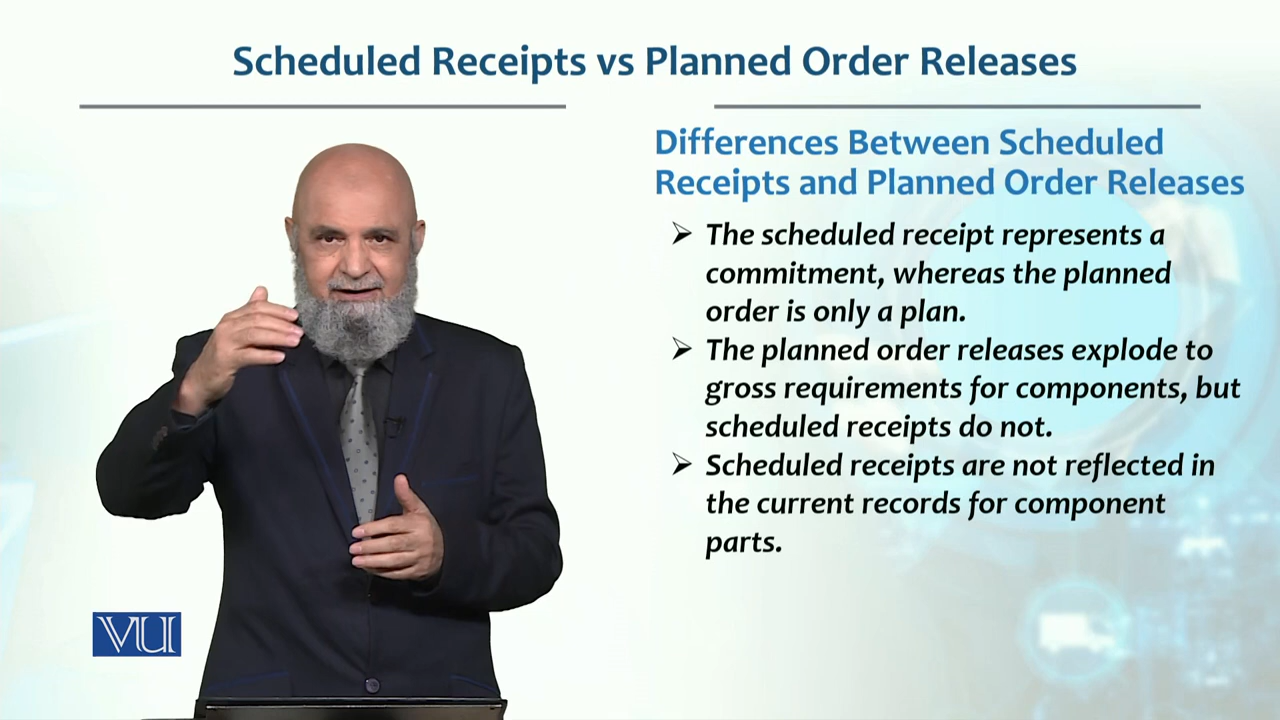 Scheduled Receipts vs Planned Order Releases
Differences Between Scheduled
Receipts and Planned Order Releases
The scheduled receipt represents a
commitment, whereas the planned
order is only a plan.
The planned order releases explode to
gross requirements for components, but
scheduled receipts do not.
Scheduled receipts are not reflected in
the current records for component
parts.
VU